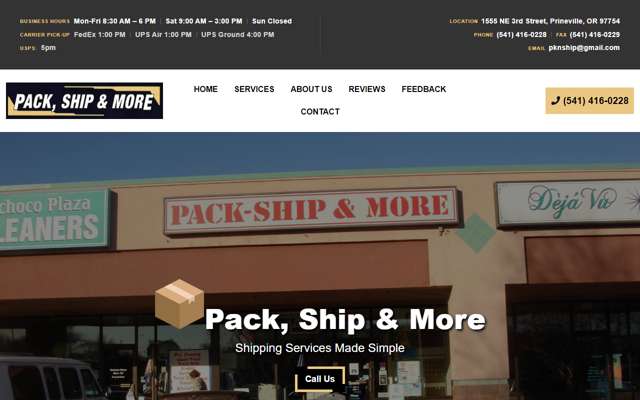 BUSINESS HOURS Mon-Fri 8:30 AM – 6 PM | Sat 9:00 AM – 3:00 PM | Sun Closed
CARRIER PICK-UP FedEx 1:00 PM | UPS Air 1:00 PM | UPS Ground 4:00 PM
USPS: 5pm
LOCATION 1555 NE 3rd Street, Prineville, OR 97754
PHONE (541) 416-0228 | FAX (541) 416-0229
EMAIL pknship@gmail.com
PACK, SHIP & MORE
HOME SERVICES ABOUT US REVIEWS FEEDBACK
CONTACT
(541) 416-0228
choco Plaza
LEANERS
PACK-SHIP & MORE
Déjà Vu
Pack, Ship & More
Shipping Services Made Simple
Call Us